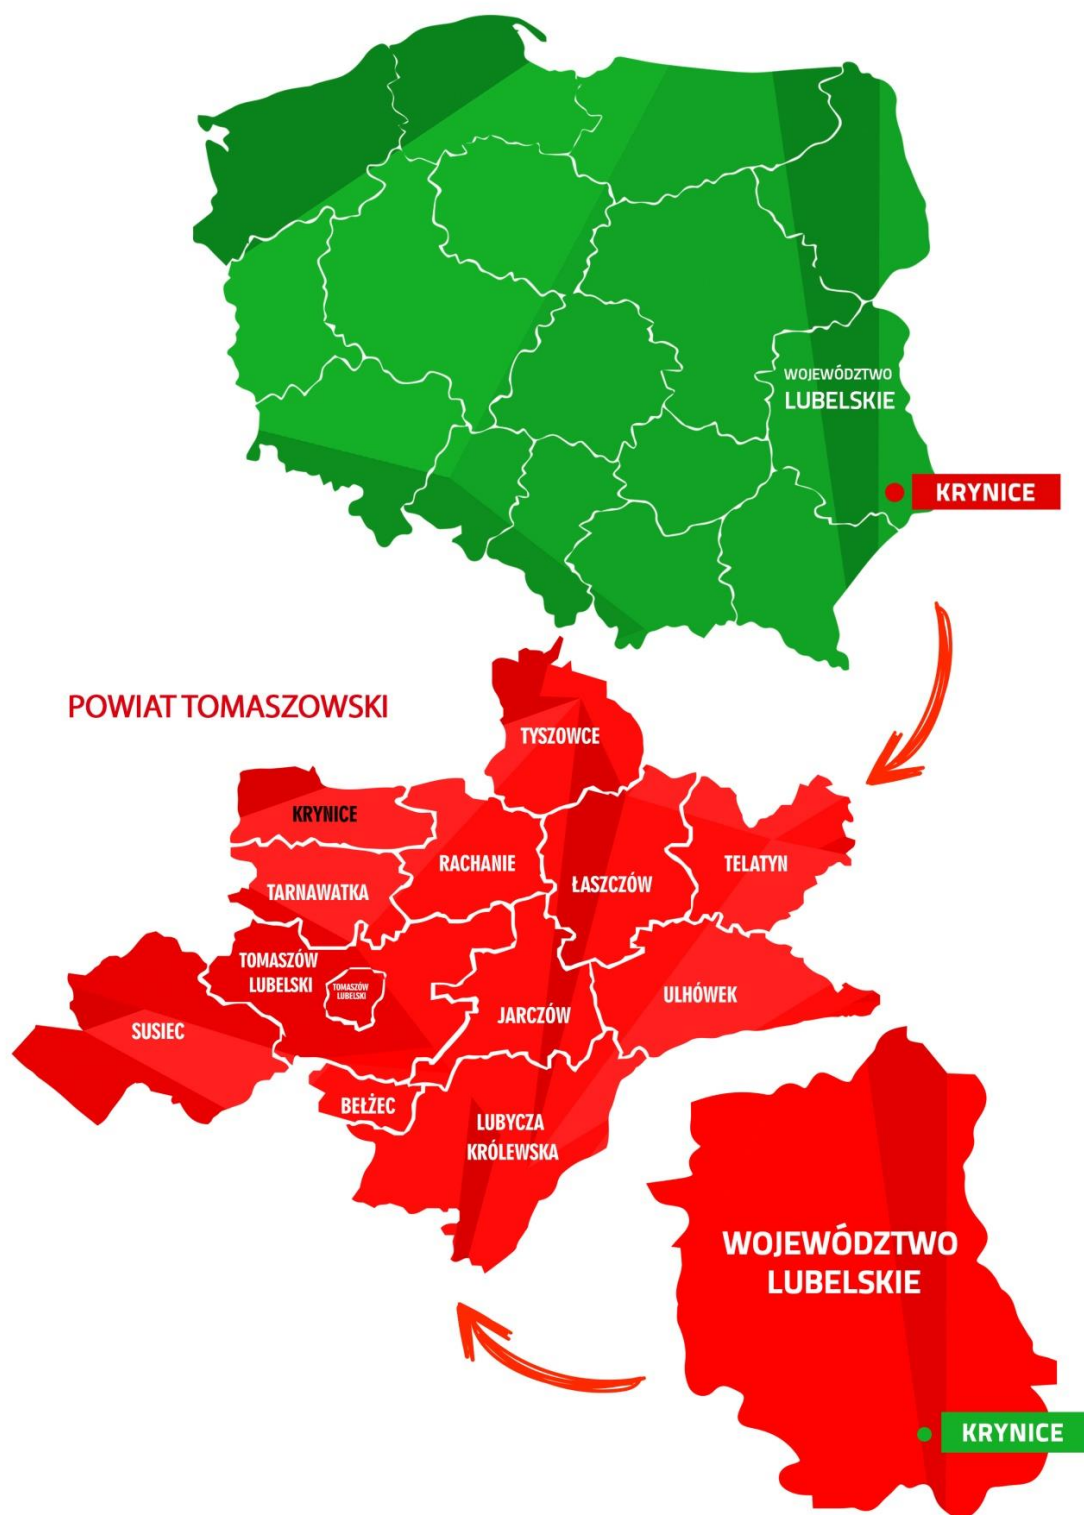 WOJEWÓDZTWO
LUBELSKIE
KRYNICE
POWIAT TOMASZOWSKI
TYSZOWCE
KRYNICE
RACHANIE
TELATYN
ŁASZCZÓW
TARNAWATKA
TOMASZÓW
LUBELSKI
TOMASZÓW
LUBELSKI
ULHÓWEK
JARCZÓW
SUSIEC
BEŁŻEC
LUBYCZA
KRÓLEWSKA
WOJEWÓDZTWO
LUBELSKIE
KRYNICE